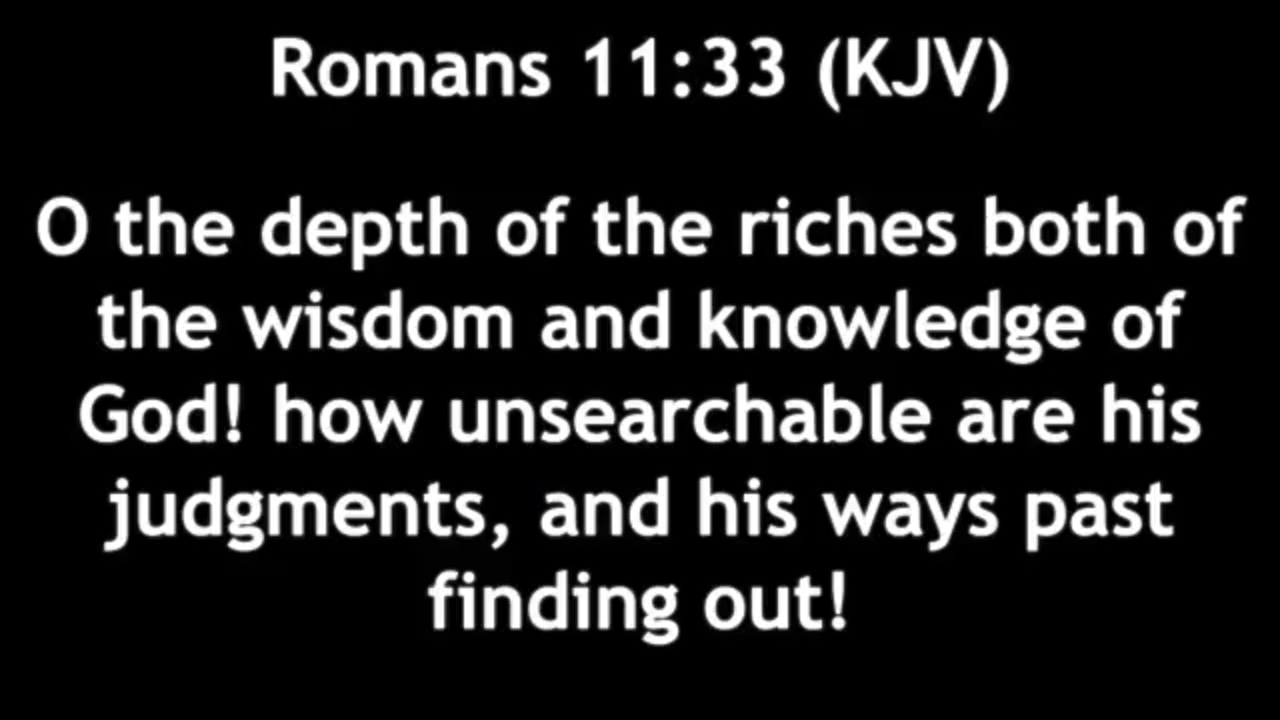 Romans 11:33 (KJV)
O the depth of the riches both of
the wisdom and knowledge of
God! how unsearchable are his
judgments, and his ways past
finding out!